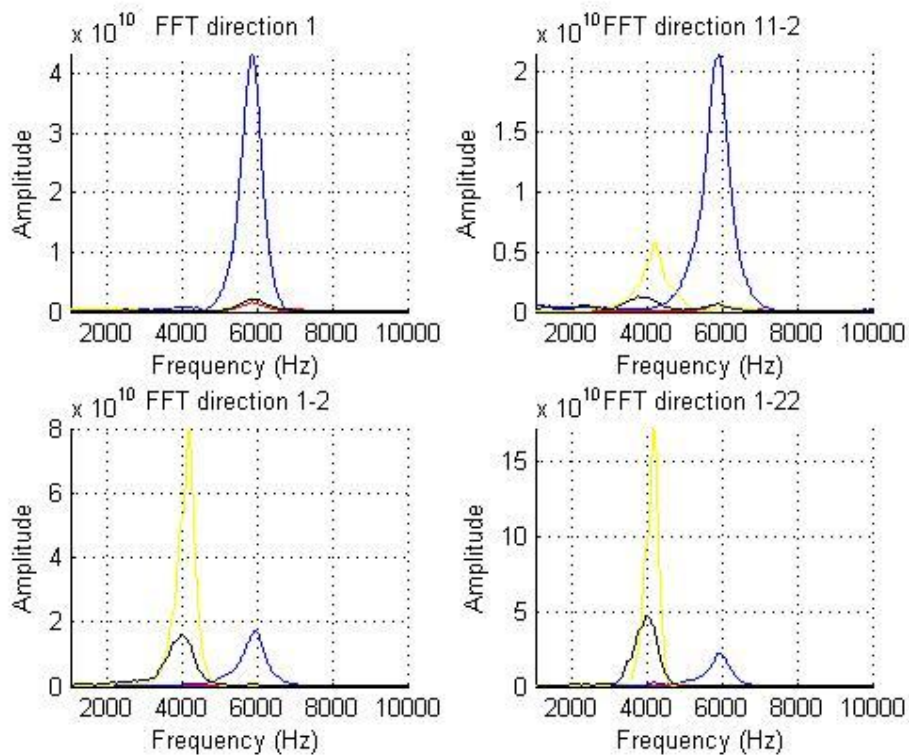 x 10^10 FFT direction 1
4
3
2
1
0
Amplitude
2000 4000 6000 8000 10000
Frequency (Hz)
x 10^10 FFT direction 11-2
2
1.5
1
0.5
0
Amplitude
2000 4000 6000 8000 10000
Frequency (Hz)
x 10^10 FFT direction 1-2
8
6
4
2
0
Amplitude
2000 4000 6000 8000 10000
Frequency (Hz)
x 10^10 FFT direction 1-22
15
10
5
0
Amplitude
2000 4000 6000 8000 10000
Frequency (Hz)